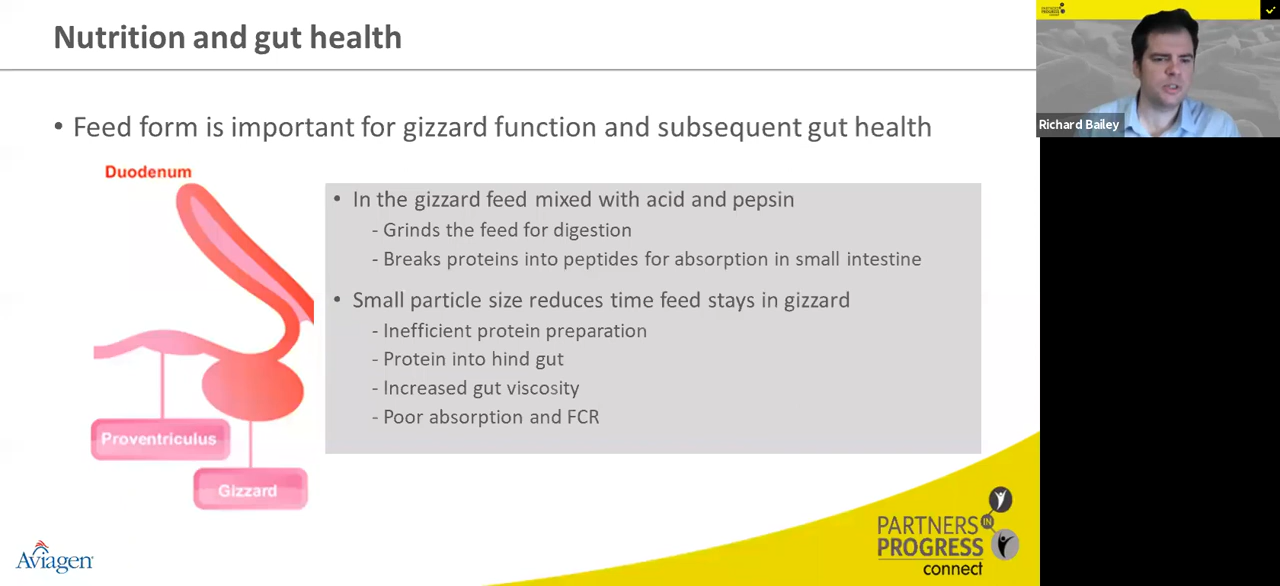 Nutrition and gut health
• Feed form is important for gizzard function and subsequent gut health
Duodenum
Proventriculus
Gizzard
• In the gizzard feed mixed with acid and pepsin
- Grinds the feed for digestion
- Breaks proteins into peptides for absorption in small intestine
• Small particle size reduces time feed stays in gizzard
- Inefficient protein preparation
- Protein into hind gut
- Increased gut viscosity
- Poor absorption and FCR
Aviagen
PARTNERS
IN
PROGRESS
connect
Richard Bailey